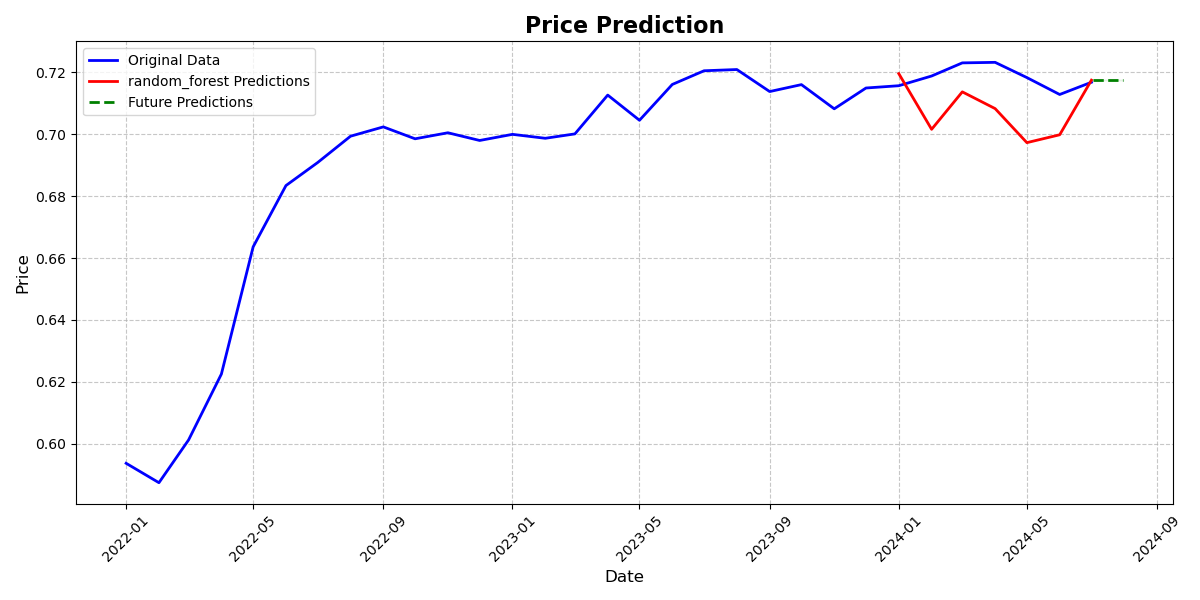 Price Prediction
Original Data
random_forest Predictions
Future Predictions
Price
0.72
0.70
0.68
0.66
0.64
0.62
0.60
2022-01
2022-05
2022-09
2023-01
2023-05
2023-09
2024-01
2024-05
2024-09
Date